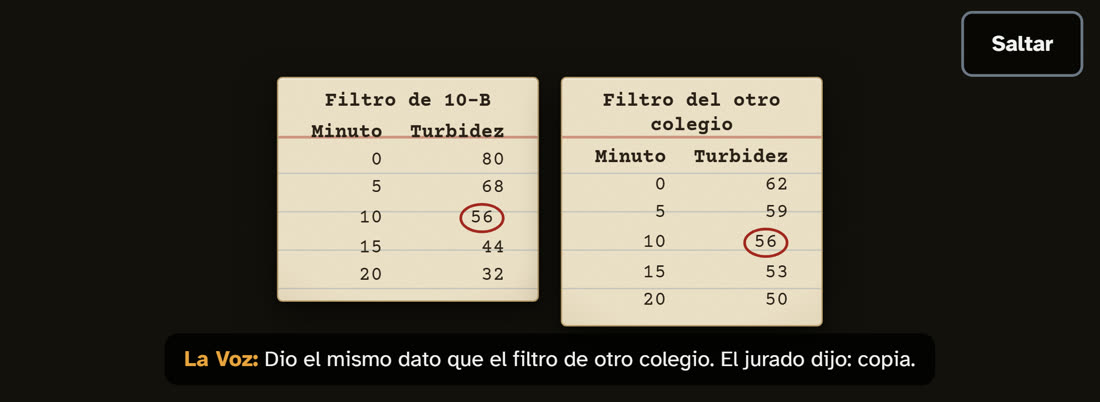 Saltar
Filtro de 10-B
Minuto Turbidez
0 80
5 68
10 56
15 44
20 32
Filtro del otro
colegio
Minuto Turbidez
0 62
5 59
10 56
15 53
20 50
La Voz: Dio el mismo dato que el filtro de otro colegio. El jurado dijo: copia.